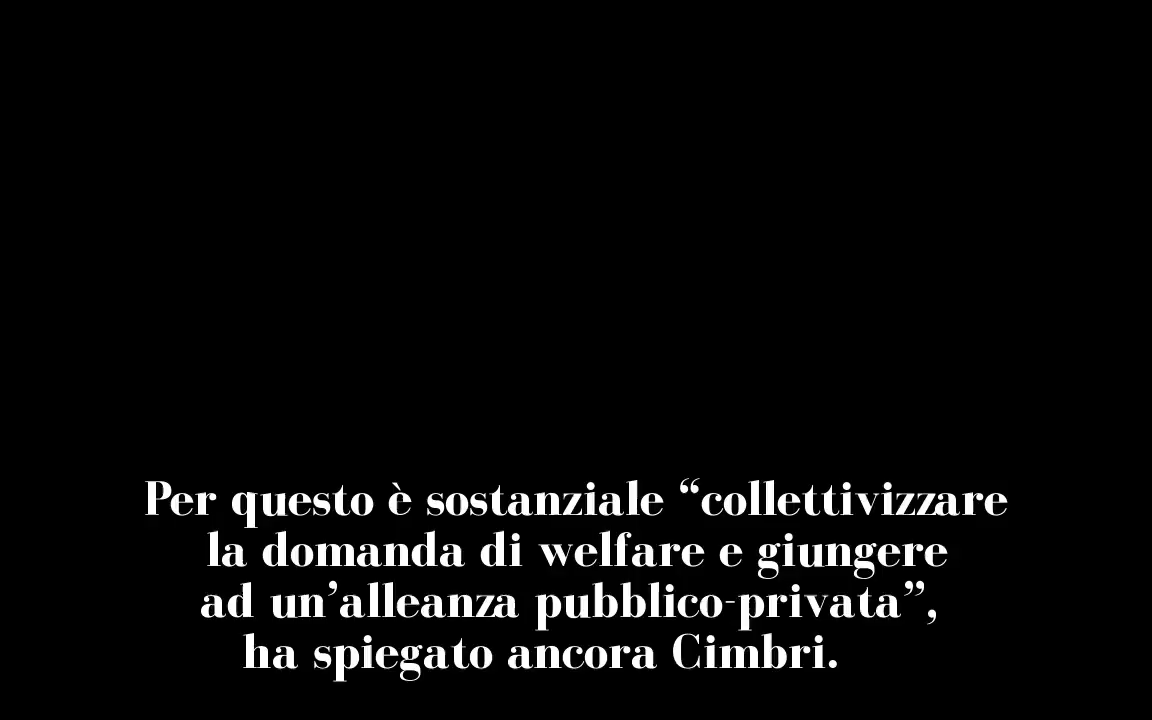 Per questo è sostanziale “collettivizzare
la domanda di welfare e giungere
ad un’alleanza pubblico-privata”,
ha spiegato ancora Cimbri.